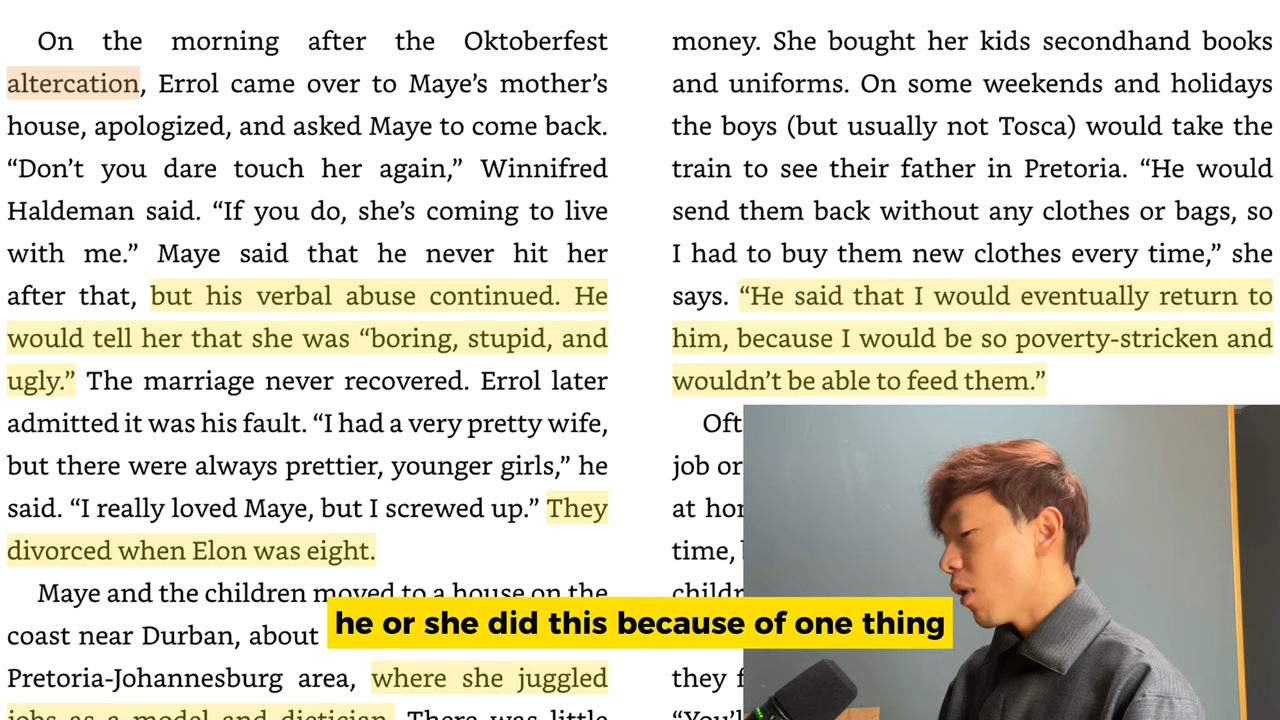 On the morning after the Oktoberfest
altercation, Errol came over to Maye’s mother’s
house, apologized, and asked Maye to come back.
“Don’t you dare touch her again,” Winnifred
Haldeman said. “If you do, she’s coming to live
with me.” Maye said that he never hit her
after that, but his verbal abuse continued. He
would tell her that she was “boring, stupid, and
ugly.” The marriage never recovered. Errol later
admitted it was his fault. “I had a very pretty wife,
but there were always prettier, younger girls,” he
said. “I really loved Maye, but I screwed up.” They
divorced when Elon was eight.
Maye and the children moved to a house on the
coast near Durban, about
Pretoria-Johannesburg area, where she juggled
jobs as a model and dietician. There was little
money. She bought her kids secondhand books
and uniforms. On some weekends and holidays
the boys (but usually not Tosca) would take the
train to see their father in Pretoria. “He would
send them back without any clothes or bags, so
I had to buy them new clothes every time,” she
says. “He said that I would eventually return to
him, because I would be so poverty-stricken and
wouldn’t be able to feed them.”
job or
at
time,
they
“You’ll
he or she did this because of one thing